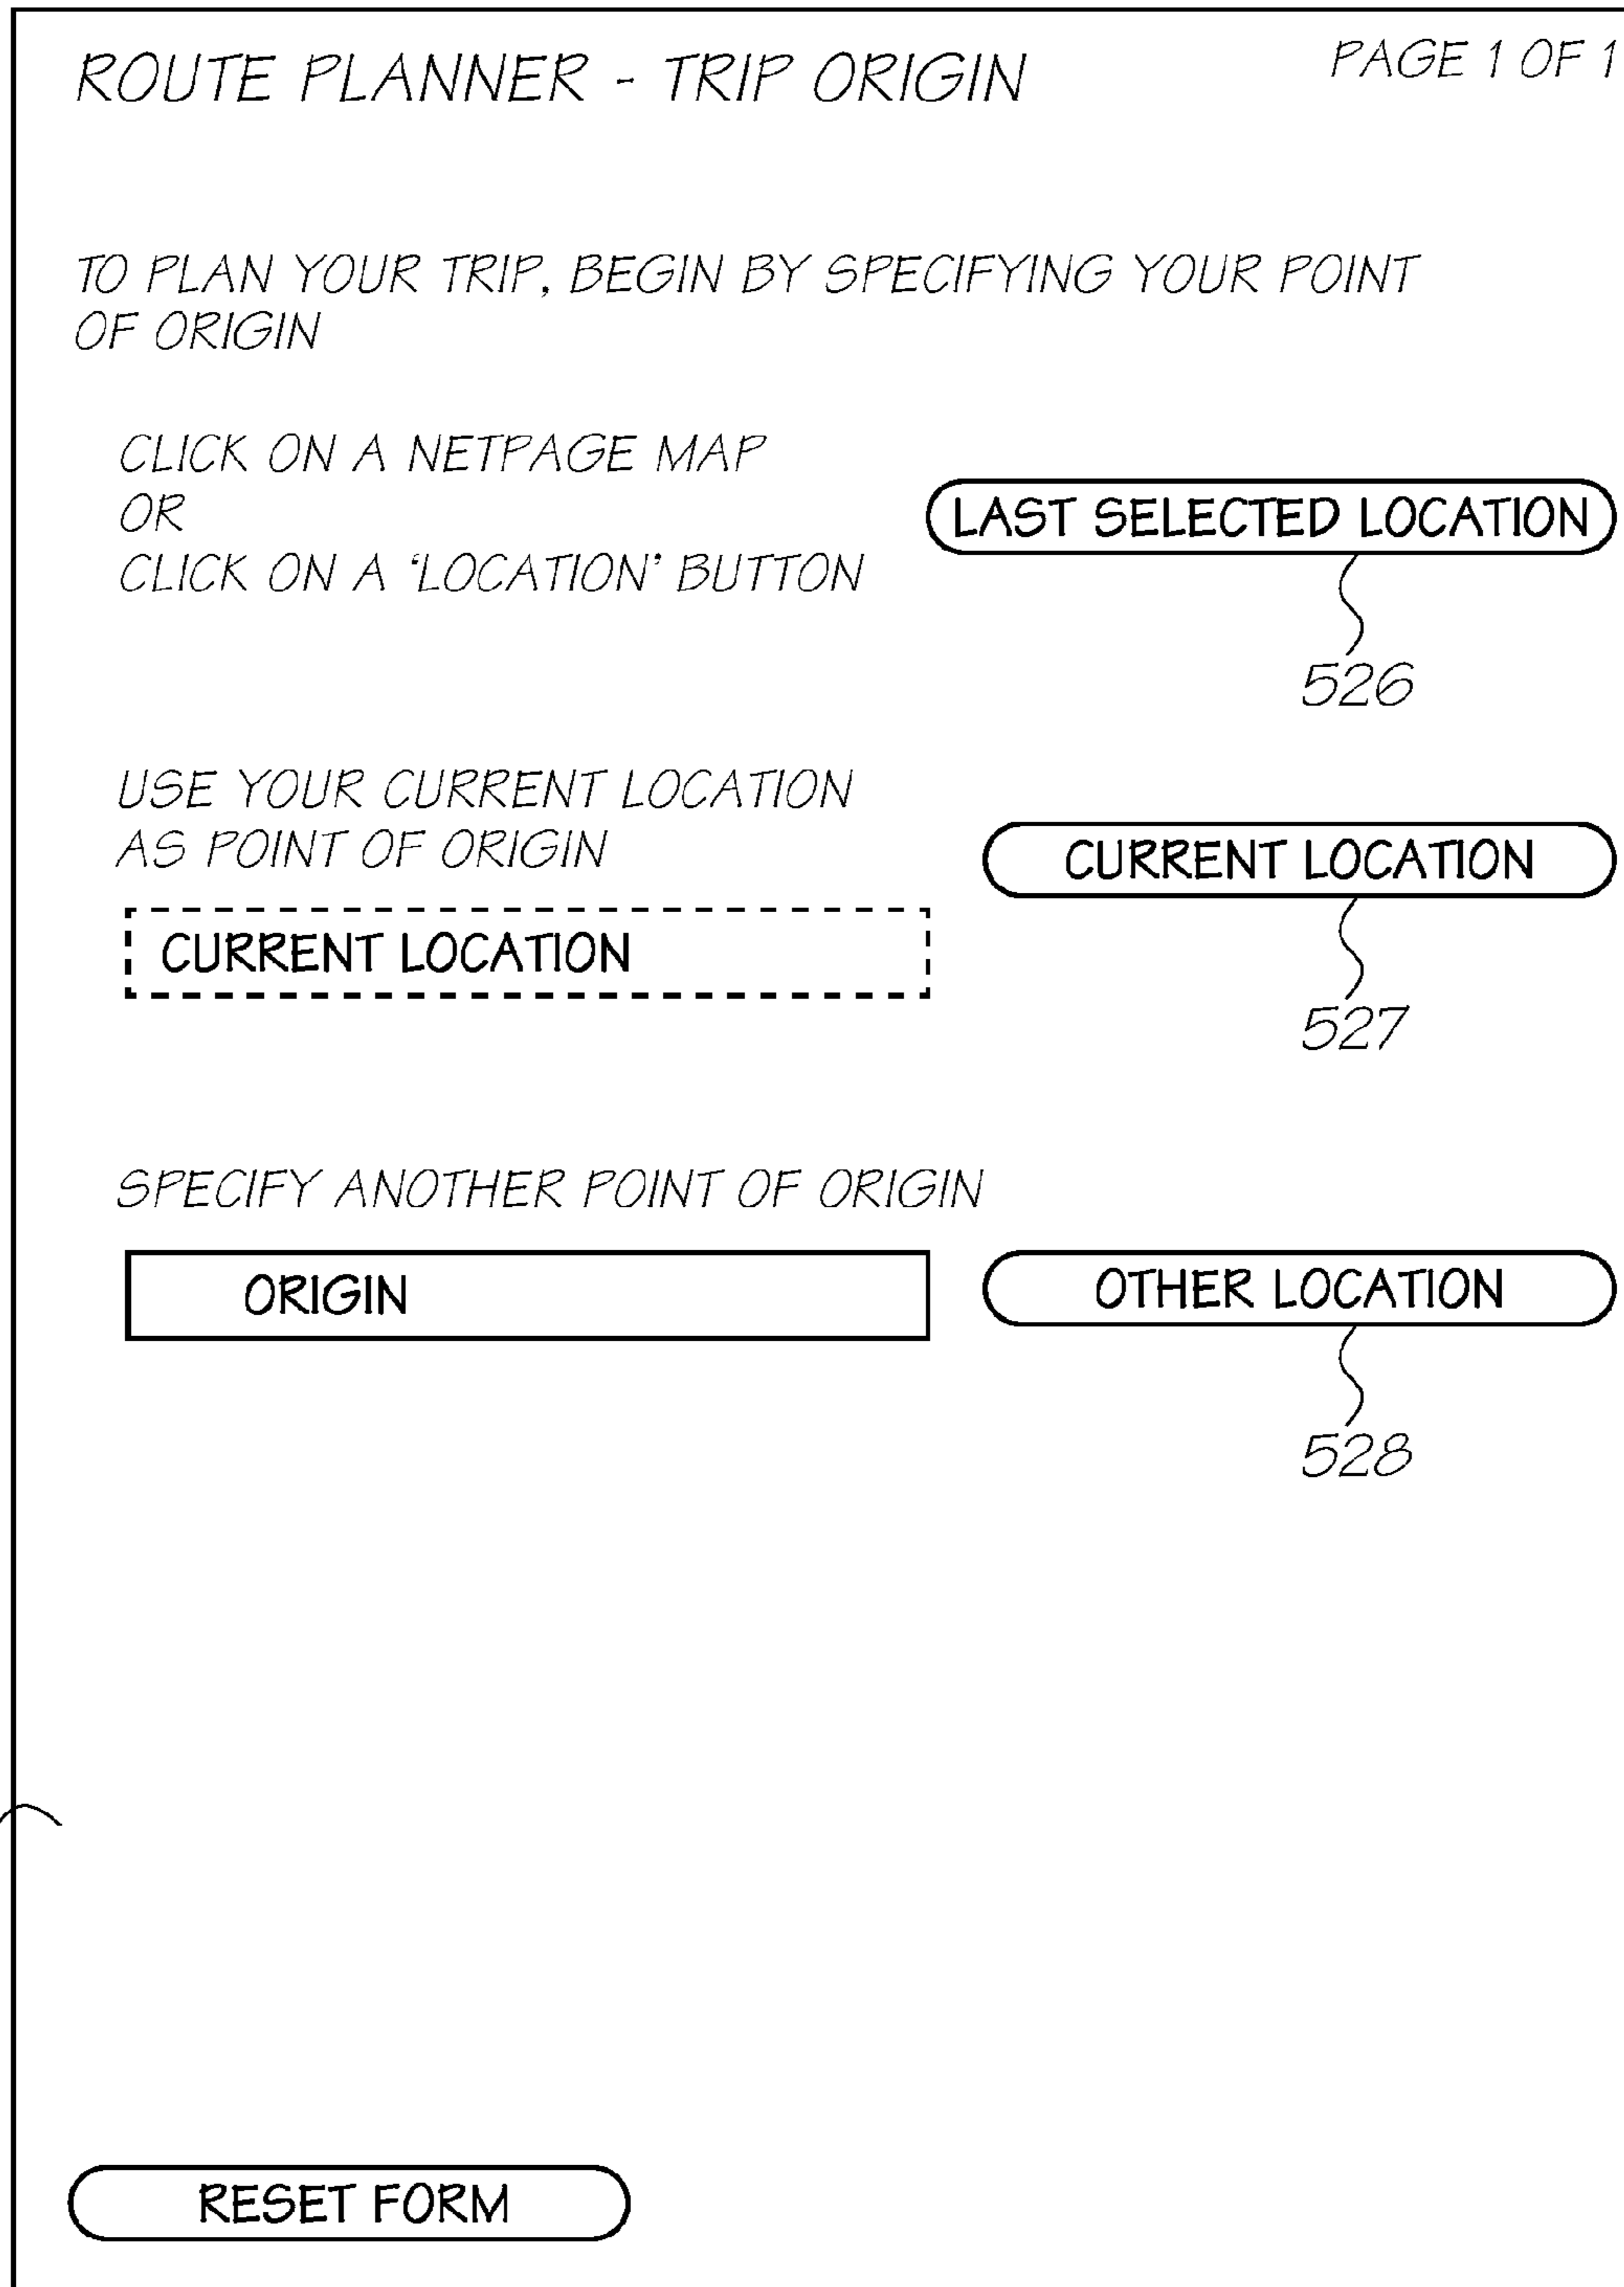 ROUTE PLANNER - TRIP ORIGIN
PAGE 1 OF 1
TO PLAN YOUR TRIP, BEGIN BY SPECIFYING YOUR POINT
OF ORIGIN
CLICK ON A NETPAGE MAP
OR
CLICK ON A 'LOCATION' BUTTON
LAST SELECTED LOCATION
526
USE YOUR CURRENT LOCATION
AS POINT OF ORIGIN
CURRENT LOCATION
CURRENT LOCATION
527
SPECIFY ANOTHER POINT OF ORIGIN
ORIGIN
OTHER LOCATION
528
RESET FORM